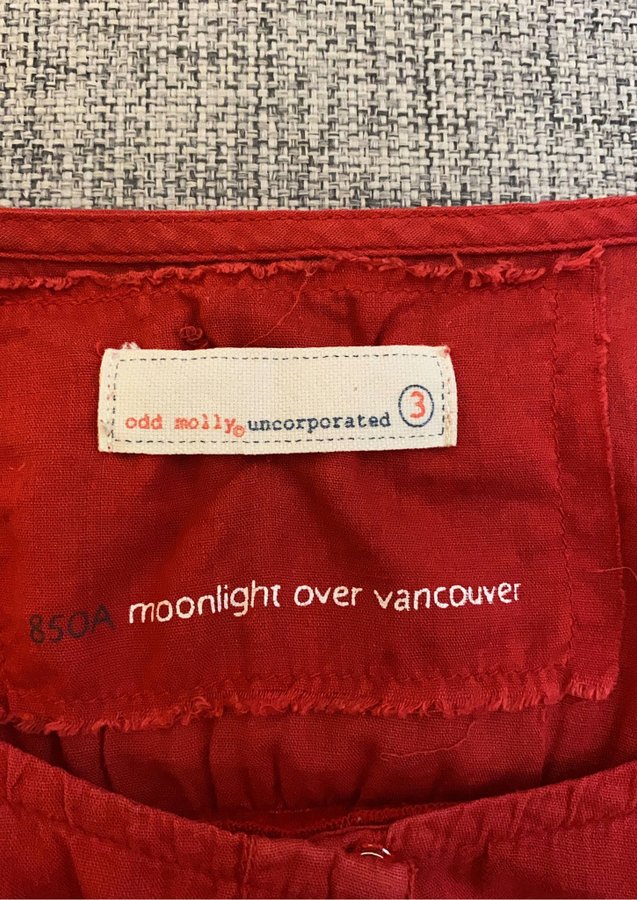 odd molly© uncorporated 3
850A moonlight over vancouver